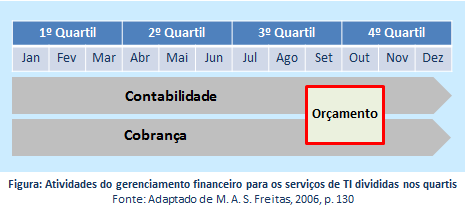 1º Quartil 2º Quartil 3º Quartil 4º Quartil
Jan Fev Mar Abr Mai Jun Jul Ago Set Out Nov Dez
Contabilidade
Orçamento
Cobrança
Figura: Atividades do gerenciamento financeiro para os serviços de TI divididas nos quartis
Fonte: Adaptado de M. A. S. Freitas, 2006, p. 130